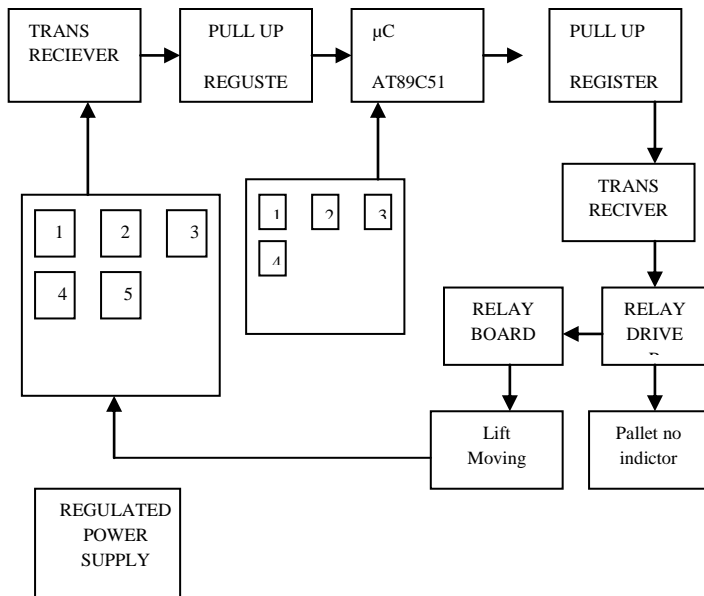 TRANS
RECIEVER
PULL UP
REGUSTE
µC
AT89C51
PULL UP
REGISTER
TRANS
RECIVER
1 2 3
4 5
1 2 3
4
RELAY
BOARD
RELAY
DRIVE
Lift
Moving
Pallet no
indictor
REGULATED
POWER
SUPPLY